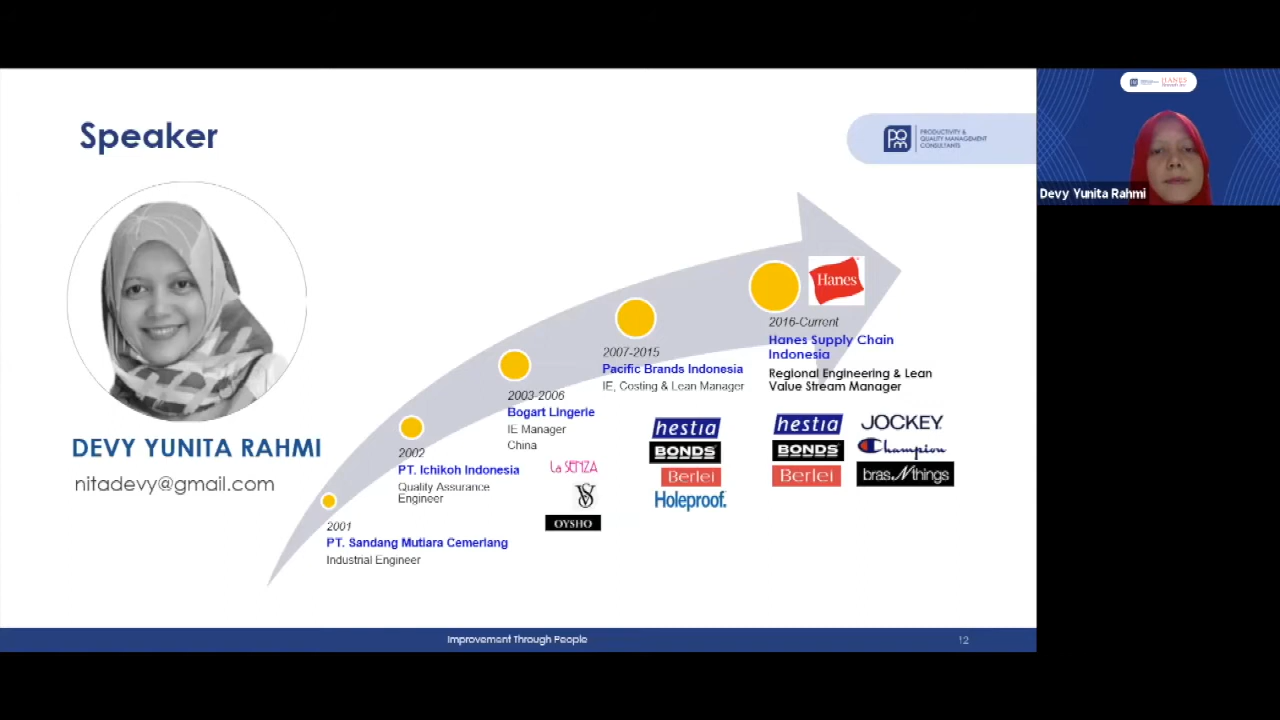 Speaker
PQM
PRODUCTIVITY &
QUALITY MANAGEMENT
CONSULTANTS
HANES
Devy Yunita Rahmi
DEVY YUNITA RAHMI
nitadevy@gmail.com
2001
PT. Sandang Mutiara Cemerlang
Industrial Engineer
2002
PT. Ichikoh Indonesia
Quality Assurance
Engineer
2003-2006
Bogart Lingerie
IE Manager
China
La SENZA
VS
OYSHO
2007-2015
Pacific Brands Indonesia
IE, Costing & Lean Manager
hestia
BONDS
Berlei
Holeproof.
Hanes
2016-Current
Hanes Supply Chain
Indonesia
Regional Engineering & Lean
Value Stream Manager
hestia
JOCKEY
BONDS
Champion
Berlei
bras N things
Improvement Through People
12